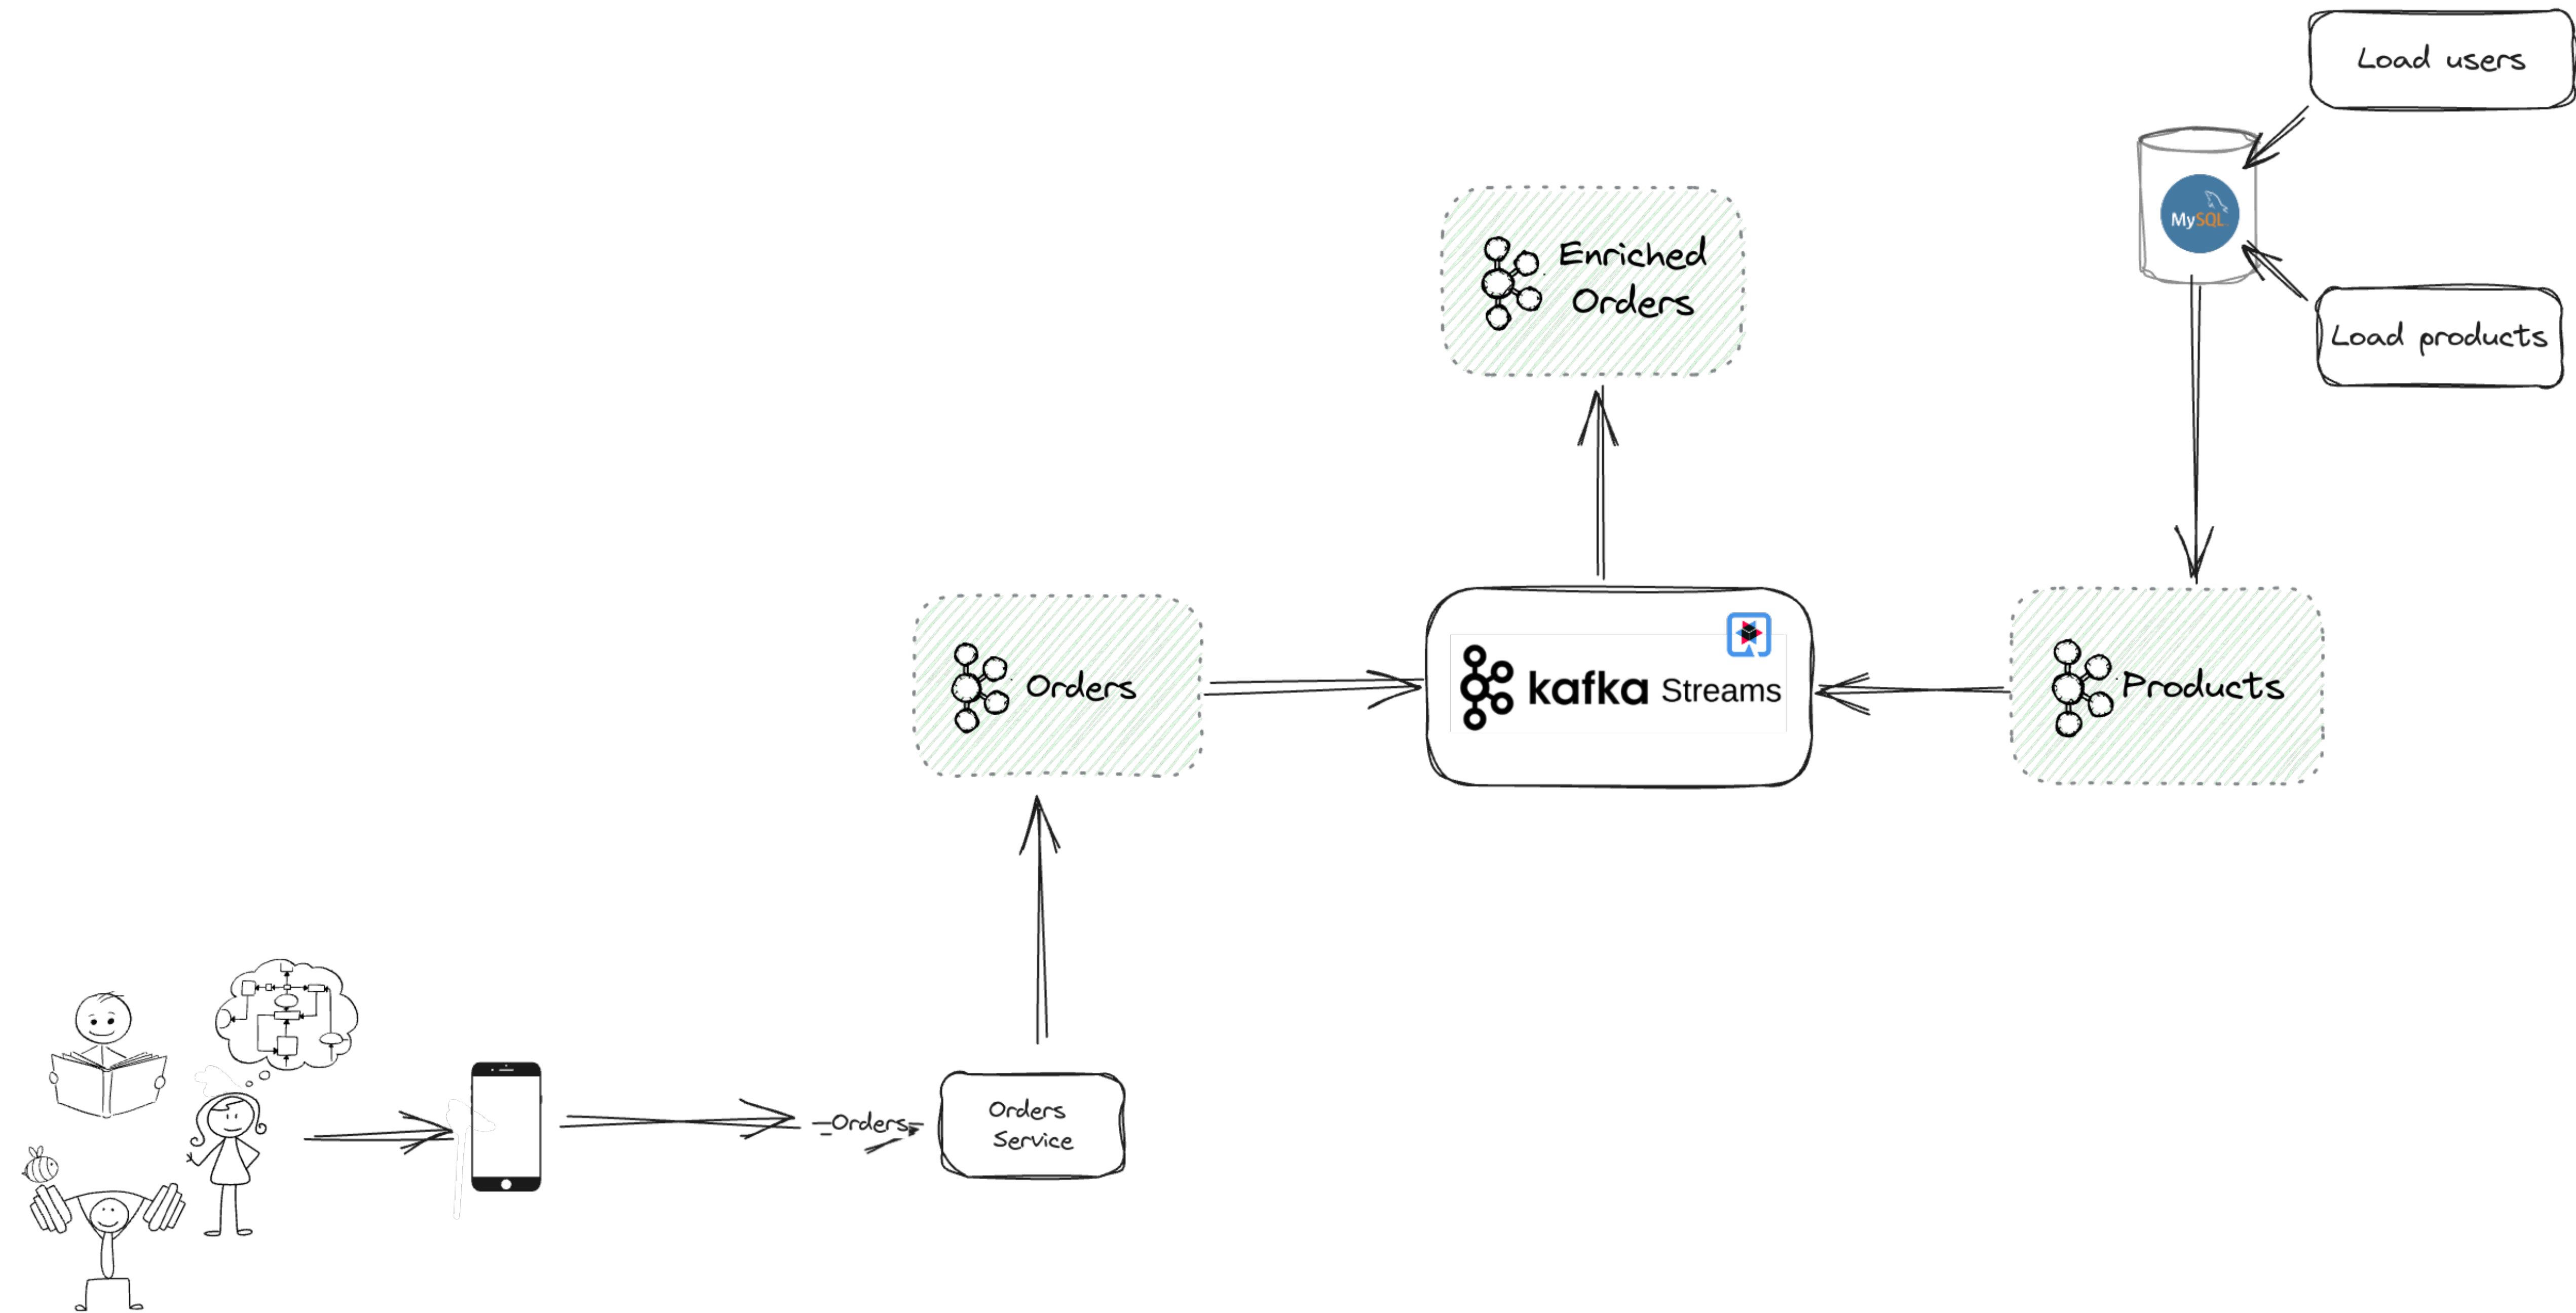 Load users
MySQL
Enriched
Orders
Load products
Orders
kafka Streams
Products
Orders
Orders
Service